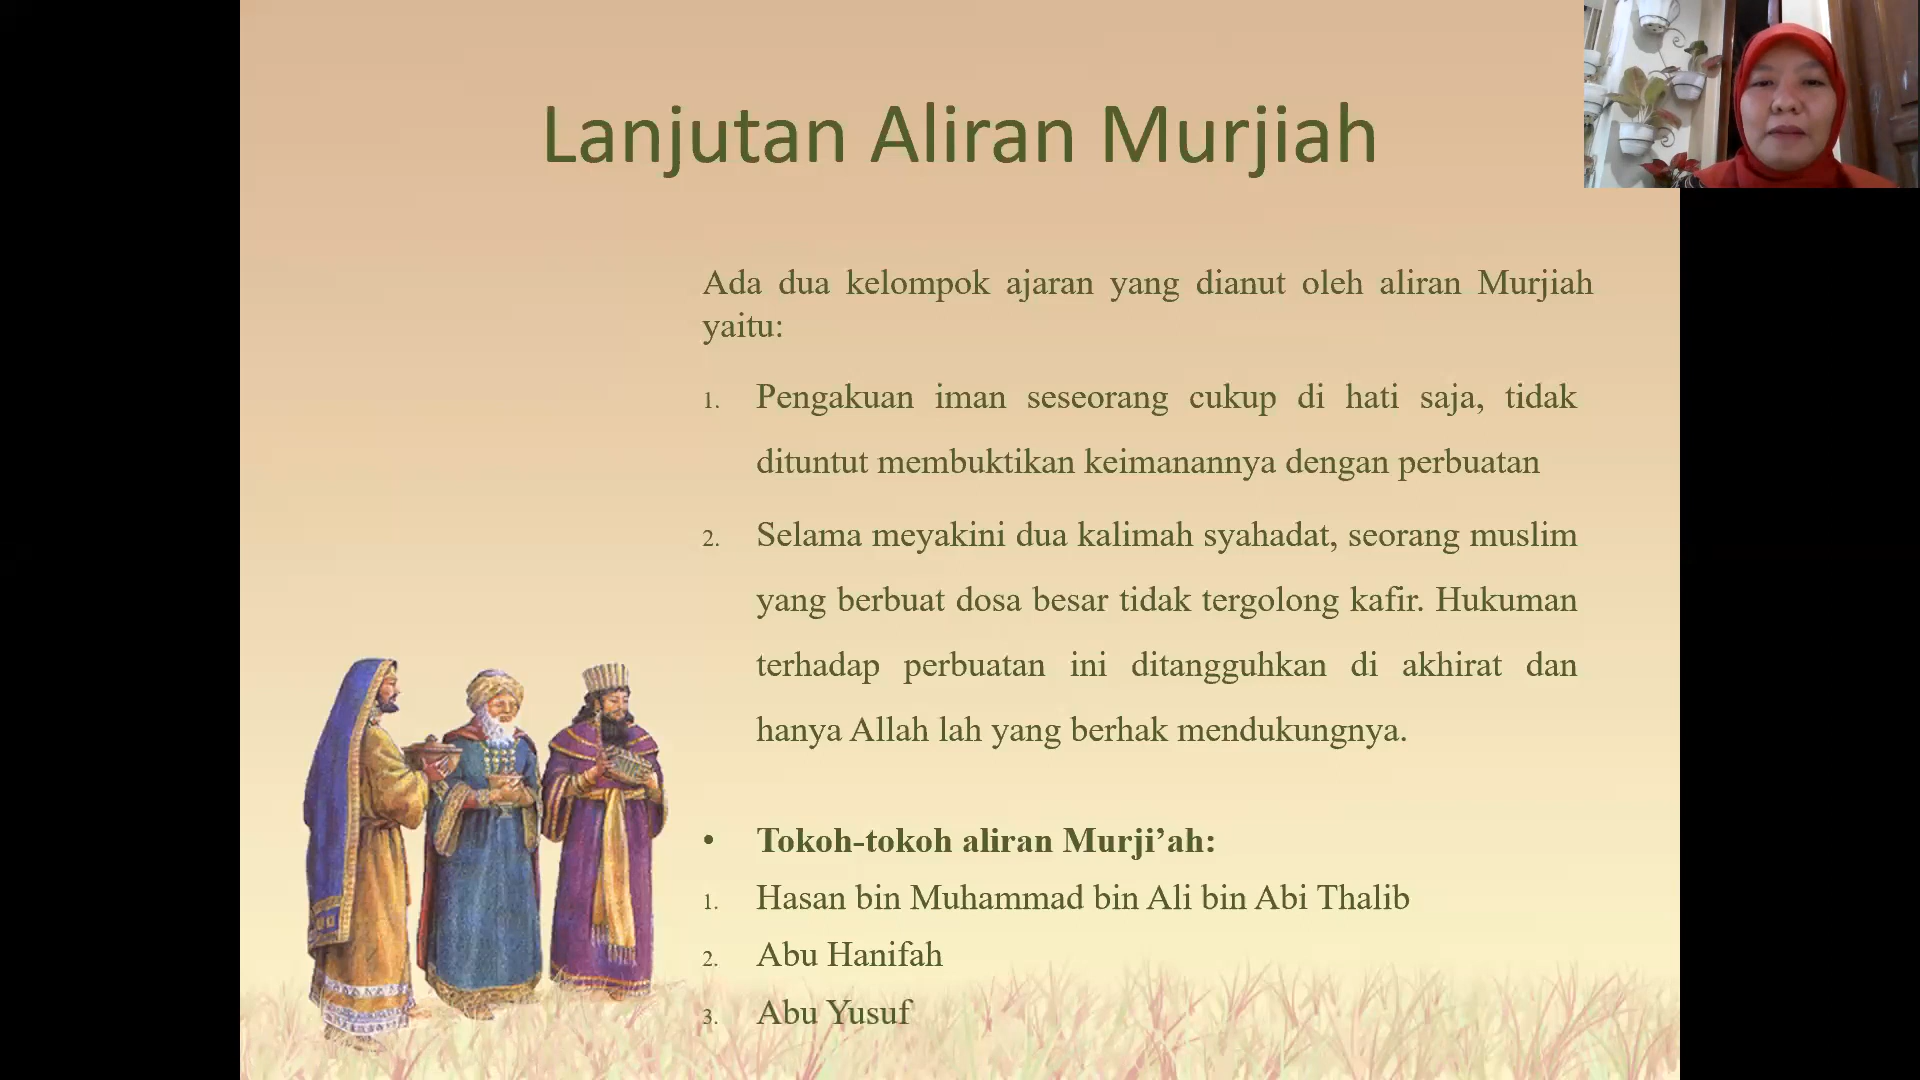 Lanjutan Aliran Murjiah
Ada dua kelompok ajaran yang dianut oleh aliran Murjiah
yaitu:
1. Pengakuan iman seseorang cukup di hati saja, tidak
dituntut membuktikan keimanannya dengan perbuatan
2. Selama meyakini dua kalimah syahadat, seorang muslim
yang berbuat dosa besar tidak tergolong kafir. Hukuman
terhadap perbuatan ini ditangguhkan di akhirat dan
hanya Allah lah yang berhak mendukungnya.
• Tokoh-tokoh aliran Murji’ah:
1. Hasan bin Muhammad bin Ali bin Abi Thalib
2. Abu Hanifah
3. Abu Yusuf